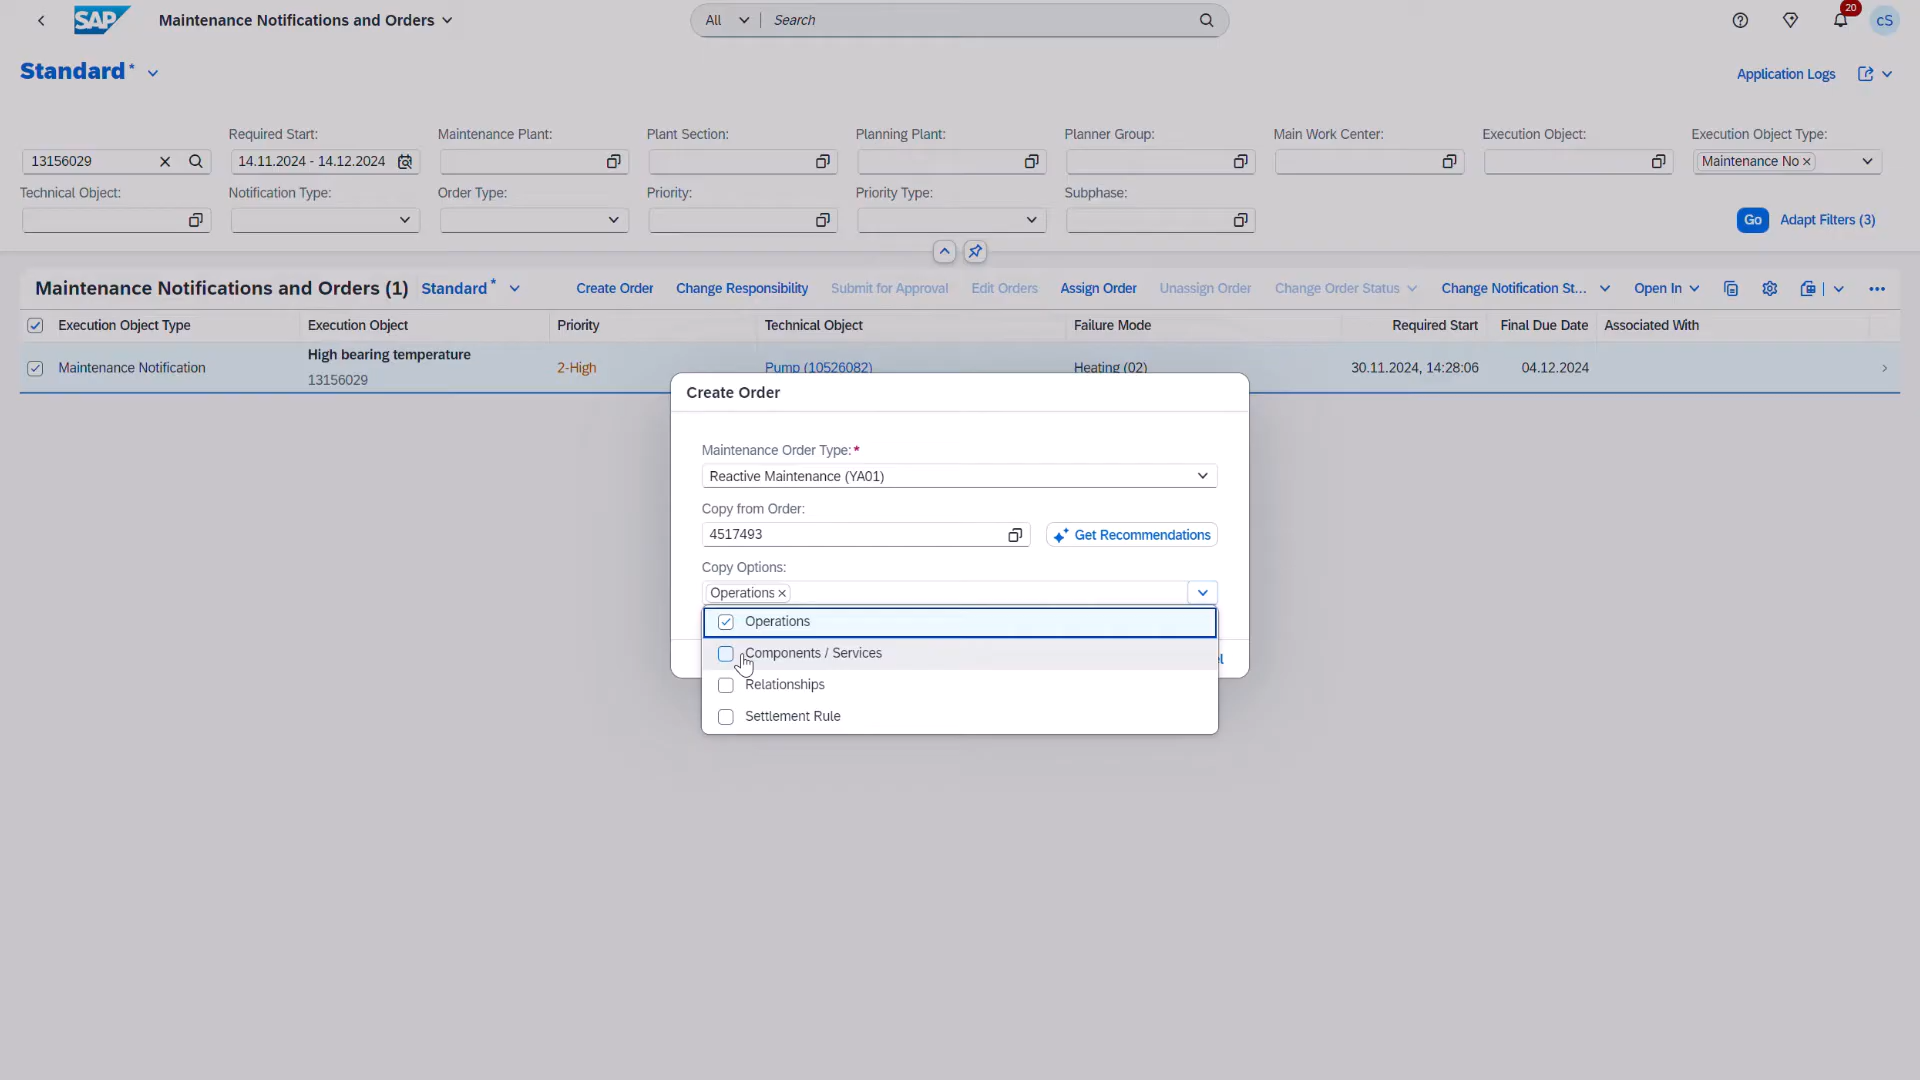 SAP Maintenance Notifications and Orders All Search 20 cS
Standard * Application Logs
Required Start: Maintenance Plant: Plant Section: Planning Plant: Planner Group: Main Work Center: Execution Object: Execution Object Type:
13156029 14.11.2024 - 14.12.2024 Maintenance No
Technical Object: Notification Type: Order Type: Priority: Priority Type: Subphase:
Go Adapt Filters (3)
Maintenance Notifications and Orders (1) Standard * Create Order Change Responsibility Submit for Approval Edit Orders Assign Order Unassign Order Change Order Status Change Notification St... Open In
Execution Object Type Execution Object Priority Technical Object Failure Mode Required Start Final Due Date Associated With
Maintenance Notification High bearing temperature 2-High Pump (10526082) Heating (02) 30.11.2024, 14:28:06 04.12.2024
13156029
Create Order
Maintenance Order Type:*
Reactive Maintenance (YA01)
Copy from Order:
4517493 Get Recommendations
Copy Options:
Operations
Operations
Components / Services
Relationships
Settlement Rule